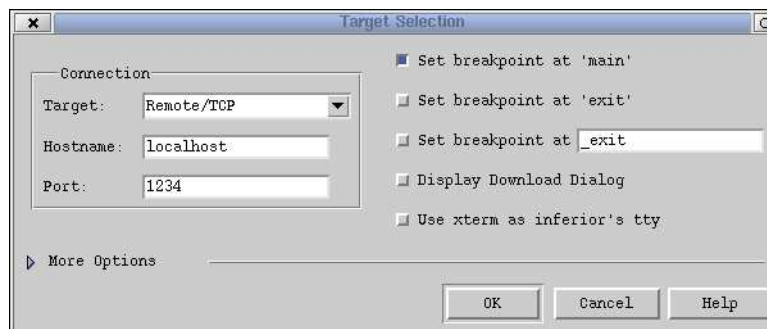 Target Selection
Connection
Target: Remote/TCP
Hostname: localhost
Port: 1234
Set breakpoint at 'main'
Set breakpoint at 'exit'
Set breakpoint at _exit
Display Download Dialog
Use xterm as inferior's tty
More Options
OK Cancel Help